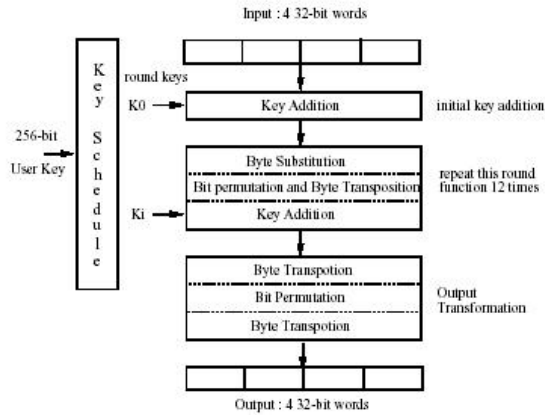 Input : 4 32-bit words
Key Schedule
round keys
K0
Key Addition
initial key addition
256-bit
User Key
Byte Substitution
Bit permutation and Byte Transposition
Ki
Key Addition
repeat this round
function 12 times
Byte Transpotion
Bit Permutation
Byte Transpotion
Output
Transformation
Output : 4 32-bit words